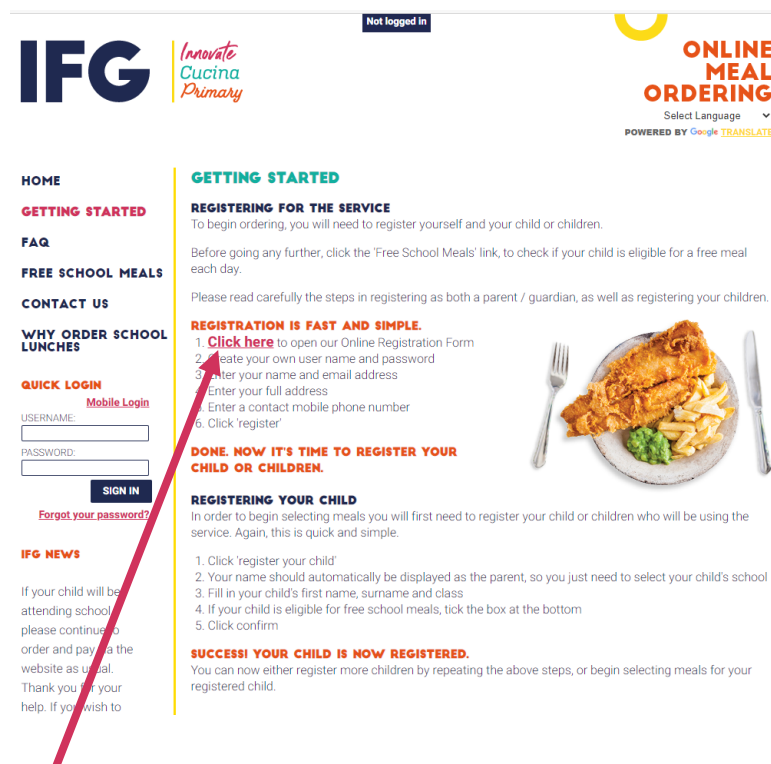 Not logged in
IFG
Innovate
Cucina
Primary
ONLINE
MEAL
ORDERING
Select Language
POWERED BY Google TRANSLATE
HOME
GETTING STARTED
FAQ
FREE SCHOOL MEALS
CONTACT US
WHY ORDER SCHOOL
LUNCHES
QUICK LOGIN
Mobile Login
USERNAME:
PASSWORD:
SIGN IN
Forgot your password?
IFG NEWS
If your child will be
attending school
please continue to
order and pay via the
website as usual.
Thank you for your
help. If you wish to
GETTING STARTED
REGISTERING FOR THE SERVICE
To begin ordering, you will need to register yourself and your child or children.
Before going any further, click the 'Free School Meals' link, to check if your child is eligible for a free meal
each day.
Please read carefully the steps in registering as both a parent / guardian, as well as registering your children.
REGISTRATION IS FAST AND SIMPLE.
1. Click here to open our Online Registration Form
2. Create your own user name and password
3. Enter your name and email address
4. Enter your full address
5. Enter a contact mobile phone number
6. Click 'register'
DONE. NOW IT'S TIME TO REGISTER YOUR
CHILD OR CHILDREN.
REGISTERING YOUR CHILD
In order to begin selecting meals you will first need to register your child or children who will be using the
service. Again, this is quick and simple.
1. Click 'register your child'
2. Your name should automatically be displayed as the parent, so you just need to select your child's school
3. Fill in your child's first name, surname and class
4. If your child is eligible for free school meals, tick the box at the bottom
5. Click confirm
SUCCESS! YOUR CHILD IS NOW REGISTERED.
You can now either register more children by repeating the above steps, or begin selecting meals for your
registered child.